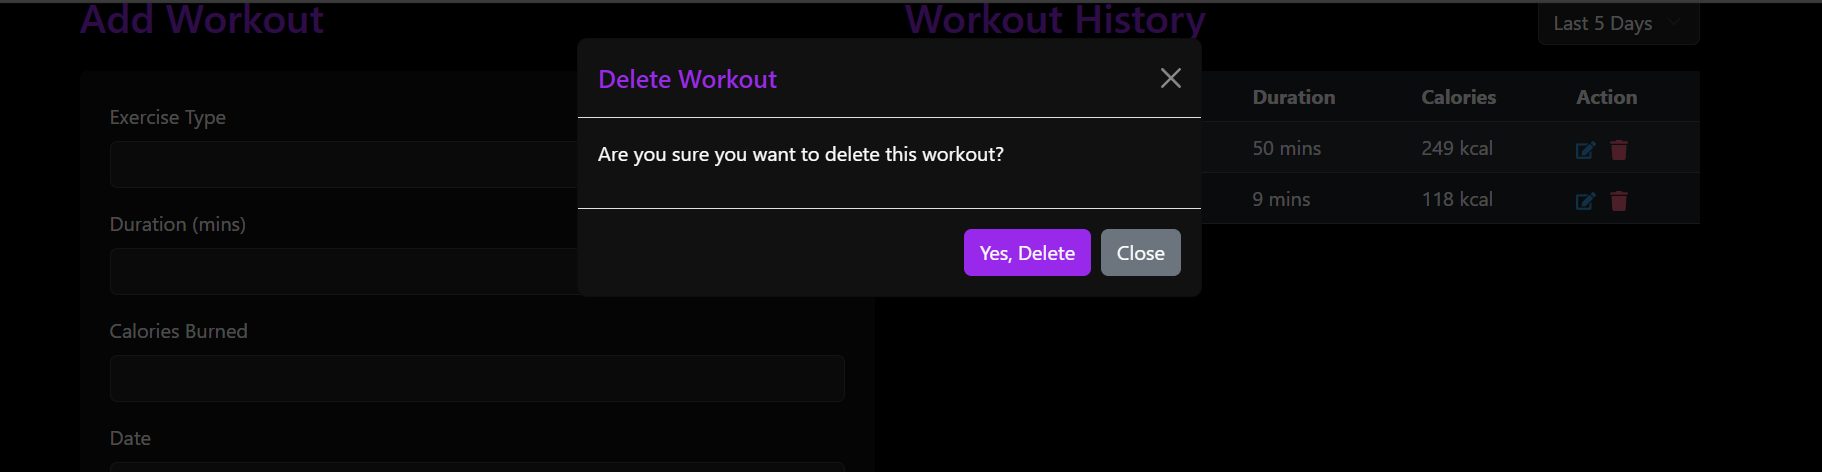 Add Workout
Workout History
Last 5 Days
Delete Workout
Are you sure you want to delete this workout?
Yes, Delete
Close
Exercise Type
Duration (mins)
Calories Burned
Date
Duration Calories Action
50 mins 249 kcal
9 mins 118 kcal